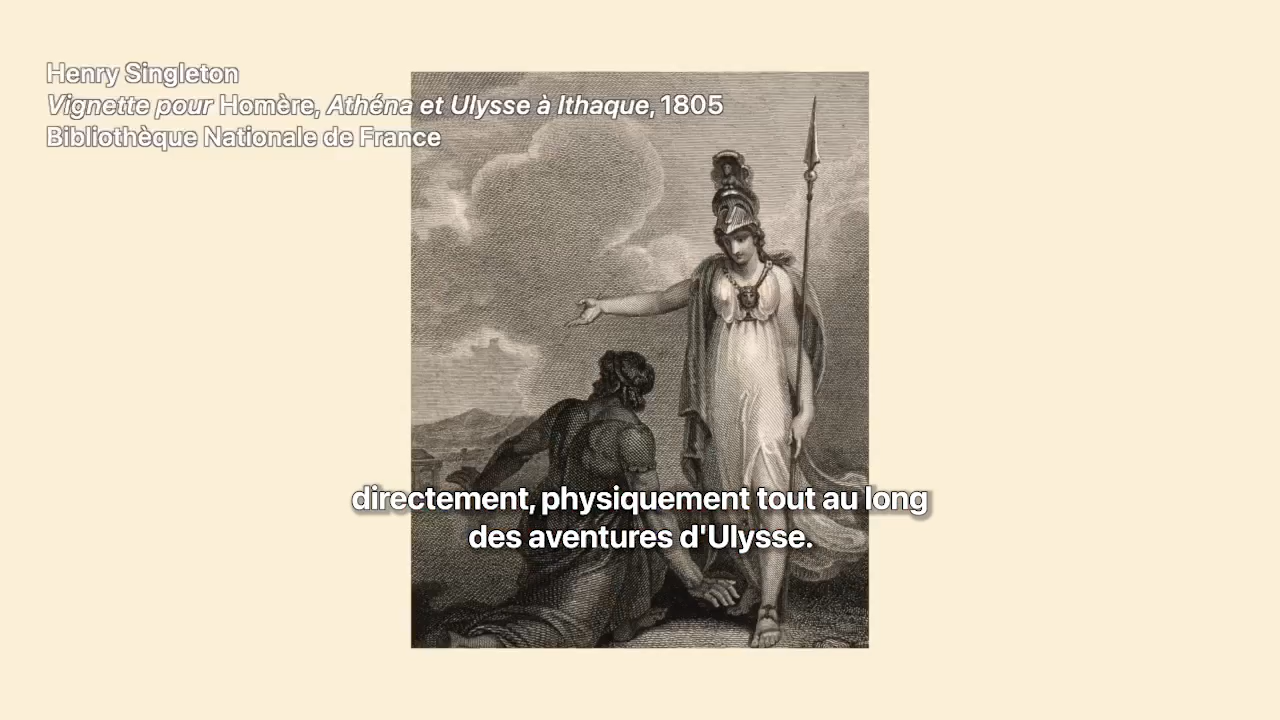 Henry Singleton
Vignette pour Homère, Athéna et Ulysse à Ithaque, 1805
Bibliothèque Nationale de France
directement, physiquement tout au long
des aventures d'Ulysse.